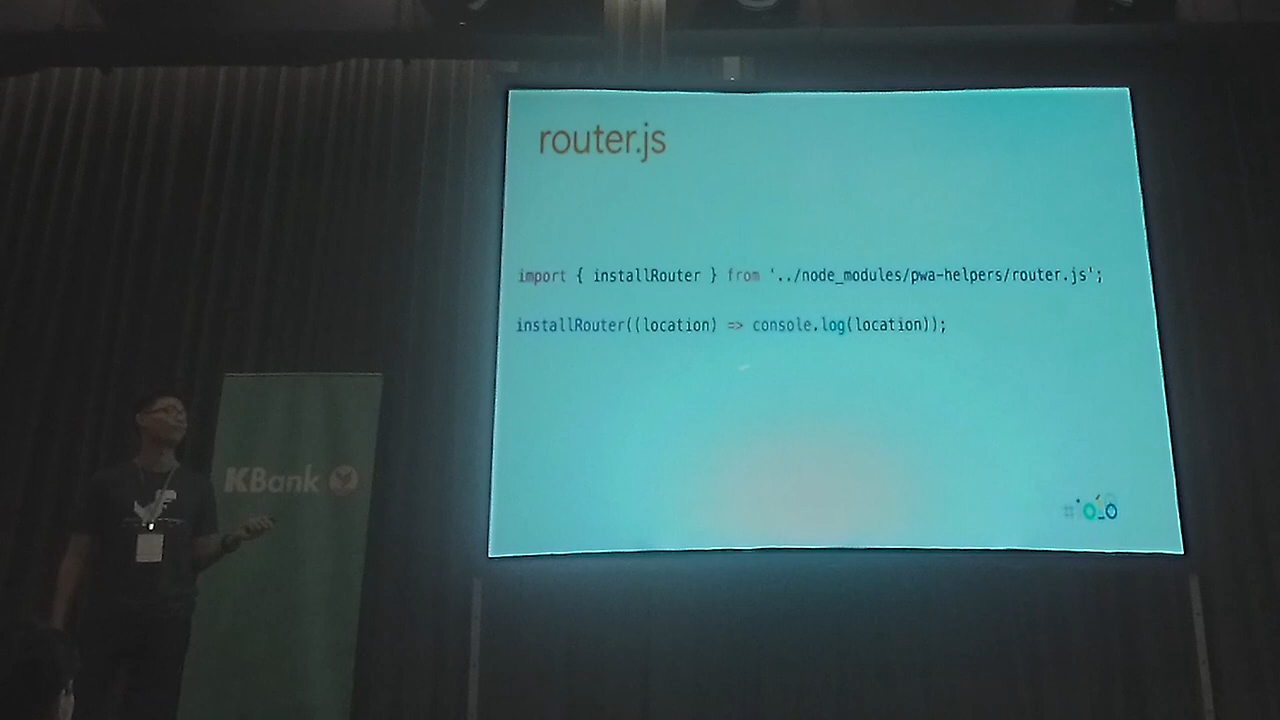 router.js
import { installRouter } from '../node_modules/pwa-helpers/router.js';
installRouter((location) => console.log(location));
KBank